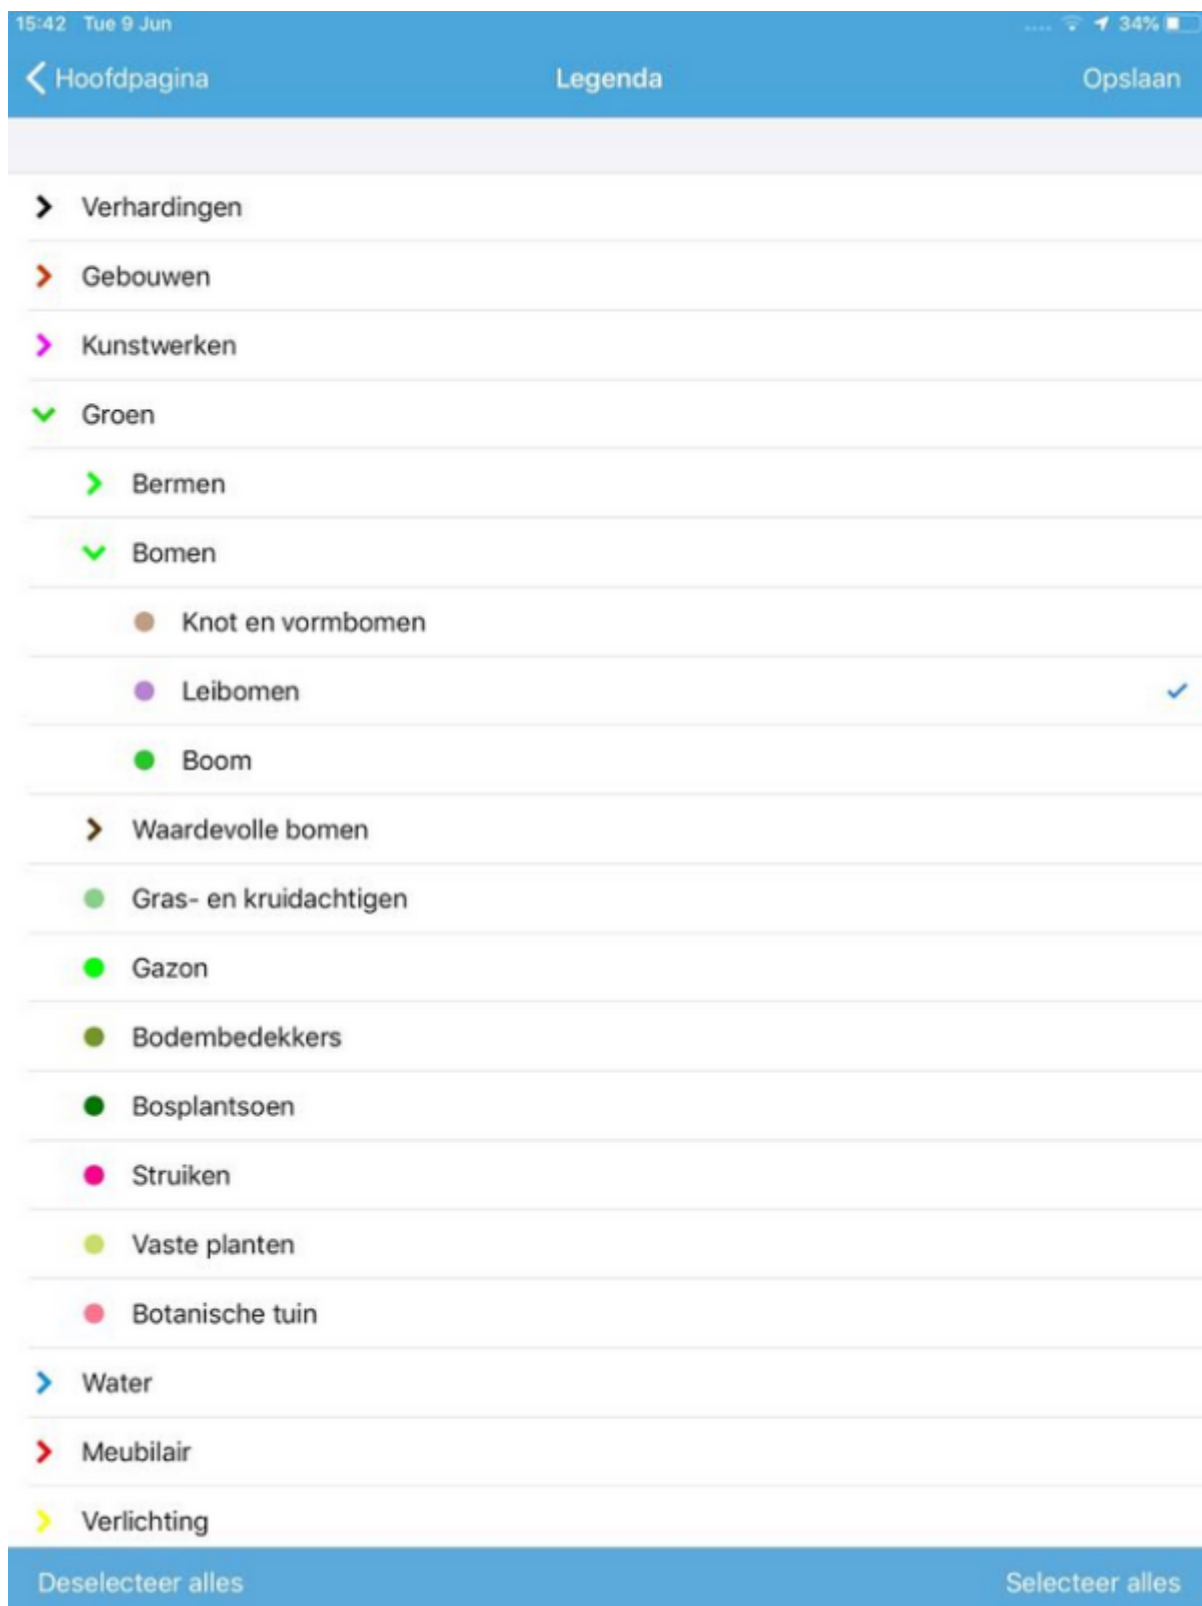 15:42 Tue 9 Jun 34%
Hoofdpagina Legenda Opslaan
Verhardingen
Gebouwen
Kunstwerken
Groen
Bermen
Bomen
Knot en vormbomen
Leibomen
Boom
Waardevolle bomen
Gras- en kruidachtigen
Gazon
Bodembedekkers
Bosplantsoen
Struiken
Vaste planten
Botanische tuin
Water
Meubilair
Verlichting
Deselecteer alles Selecteer alles